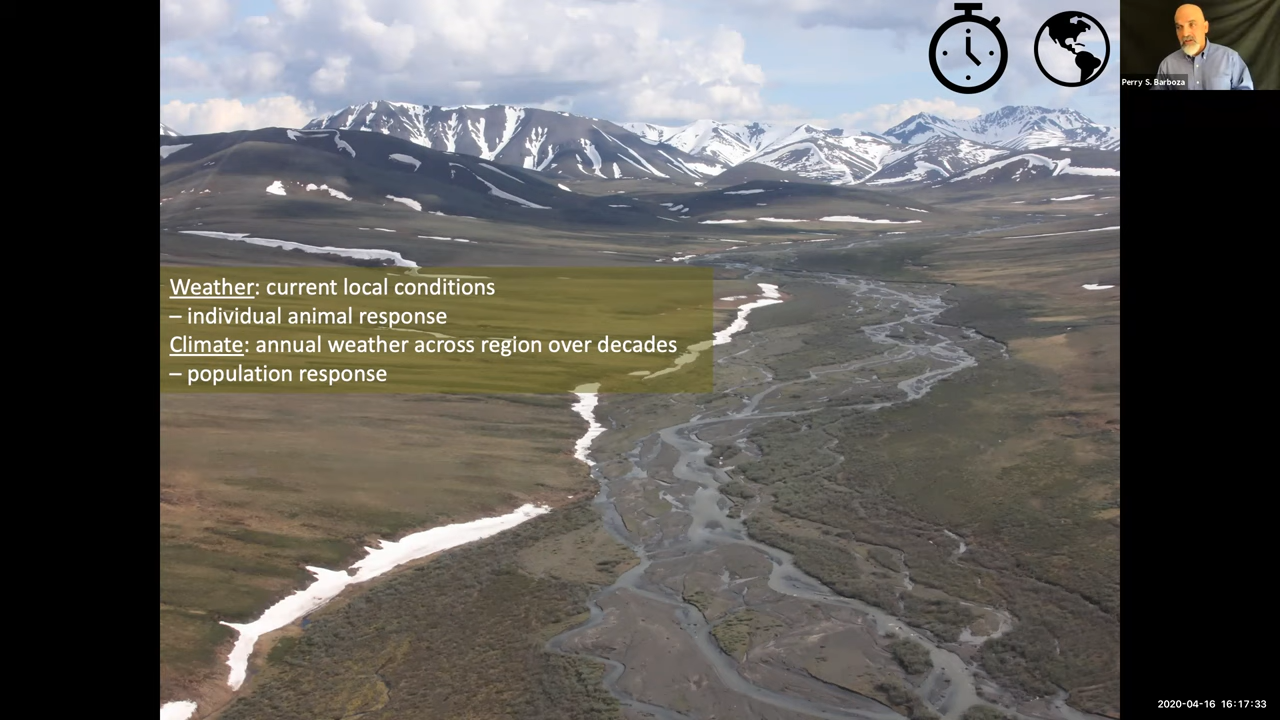 Weather: current local conditions
– individual animal response
Climate: annual weather across region over decades
– population response
Perry S. Barboza
2020-04-16 16:17:33